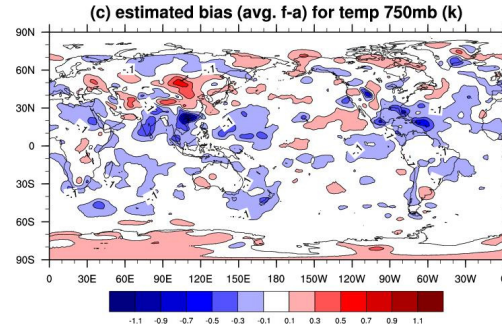 (c) estimated bias (avg. f-a) for temp 750mb (k)
90N
60N
30N
0
30S
60S
90S
0 30E 60E 90E 120E 150E 180 150W 120W 90W 60W 30W
-1.1 -0.9 -0.7 -0.5 -0.3 -0.1 0.1 0.3 0.5 0.7 0.9 1.1